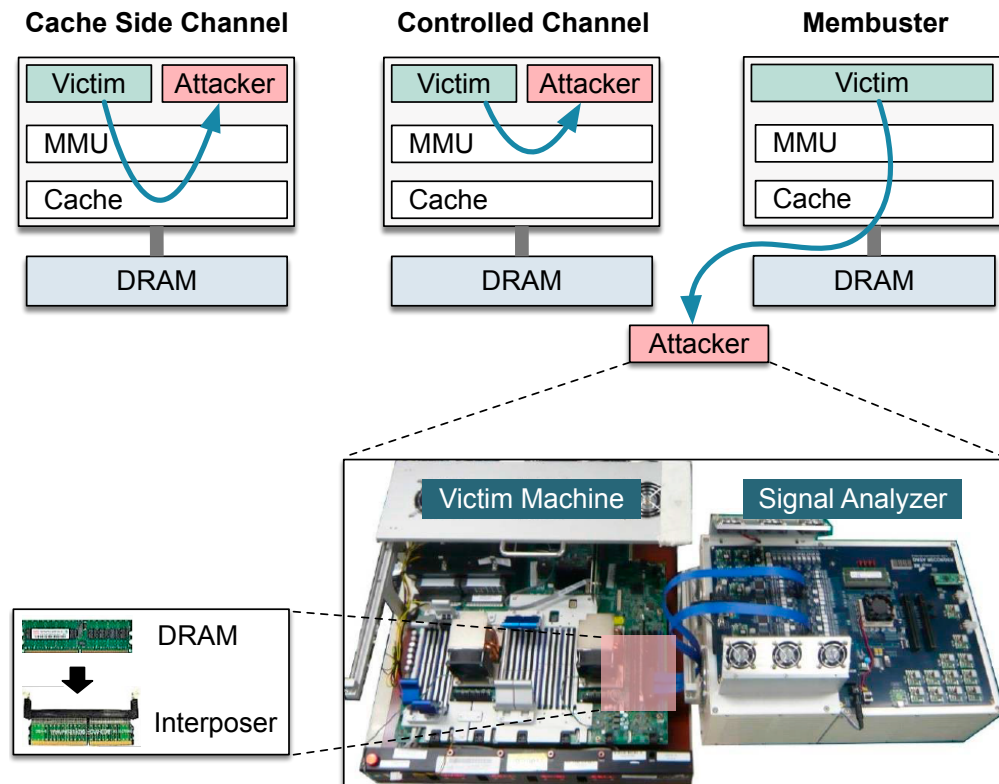 Cache Side Channel
Controlled Channel
Membuster
Victim
Attacker
MMU
Cache
DRAM
Victim
Attacker
MMU
Cache
DRAM
Victim
MMU
Cache
DRAM
Attacker
Victim Machine
Signal Analyzer
DRAM
Interposer